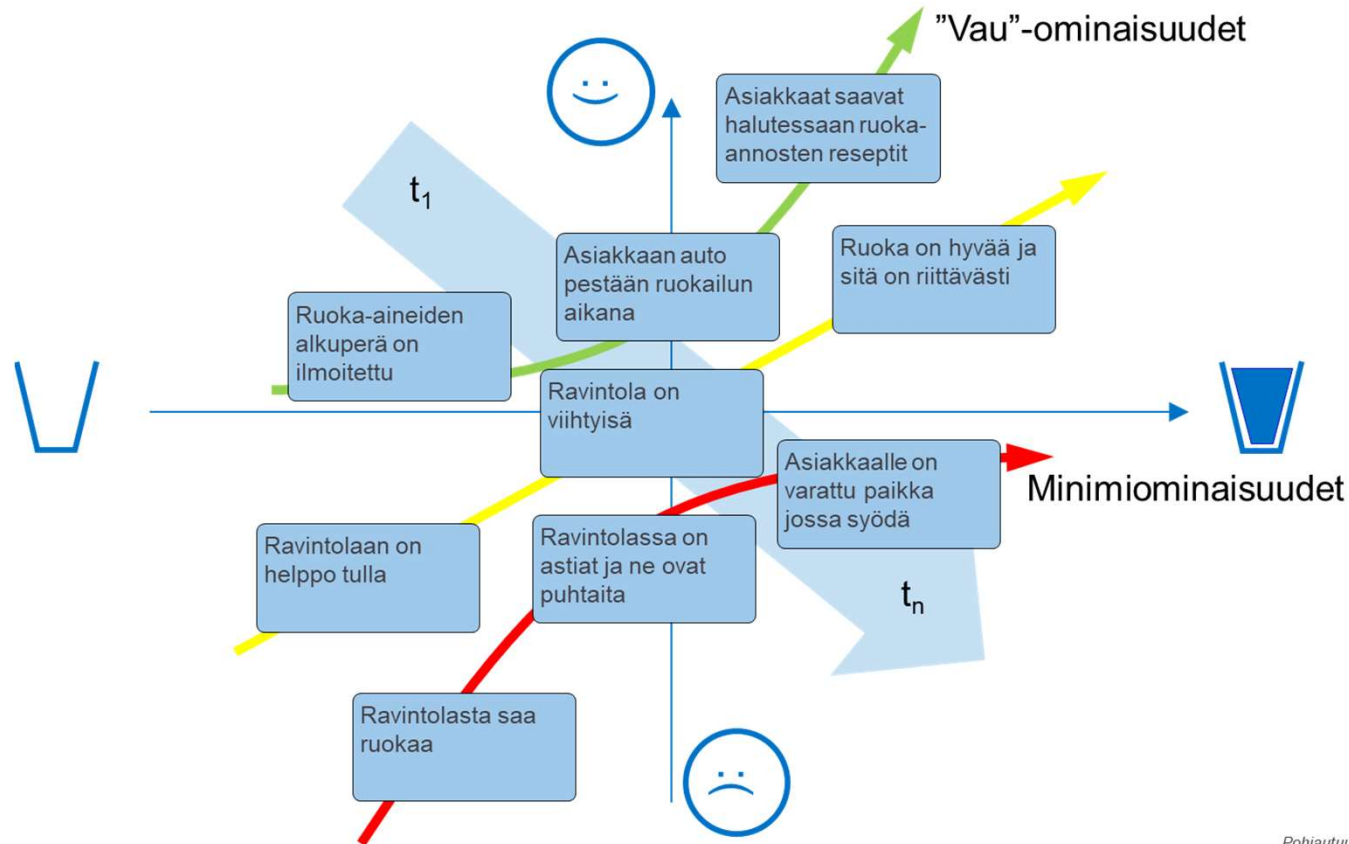 "Vau"-ominaisuudet
Asiakkaat saavat
halutessaan ruoka-
annosten reseptit
t1
Asiakkaan auto
pestään ruokailun
aikana
Ruoka on hyvää ja
sitä on riittävästi
Ruoka-aineiden
alkuperä on
ilmoitettu
Ravintola on
viihtyisä
Asiakkaalle on
varattu paikka
jossa syödä
Minimiominaisuudet
Ravintolaan on
helppo tulla
Ravintolassa on
astiat ja ne ovat
puhtaita
tn
Ravintolasta saa
ruokaa